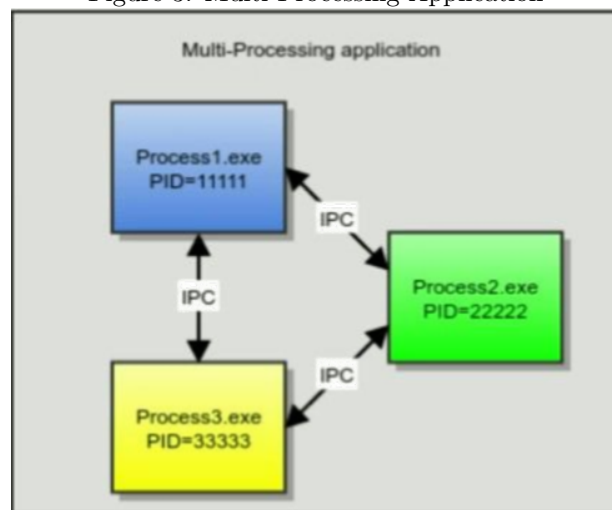 Figure 3: Multi-Processing Application
Multi-Processing application
Process1.exe
PID=11111
IPC
Process2.exe
PID=22222
IPC
IPC
Process3.exe
PID=33333